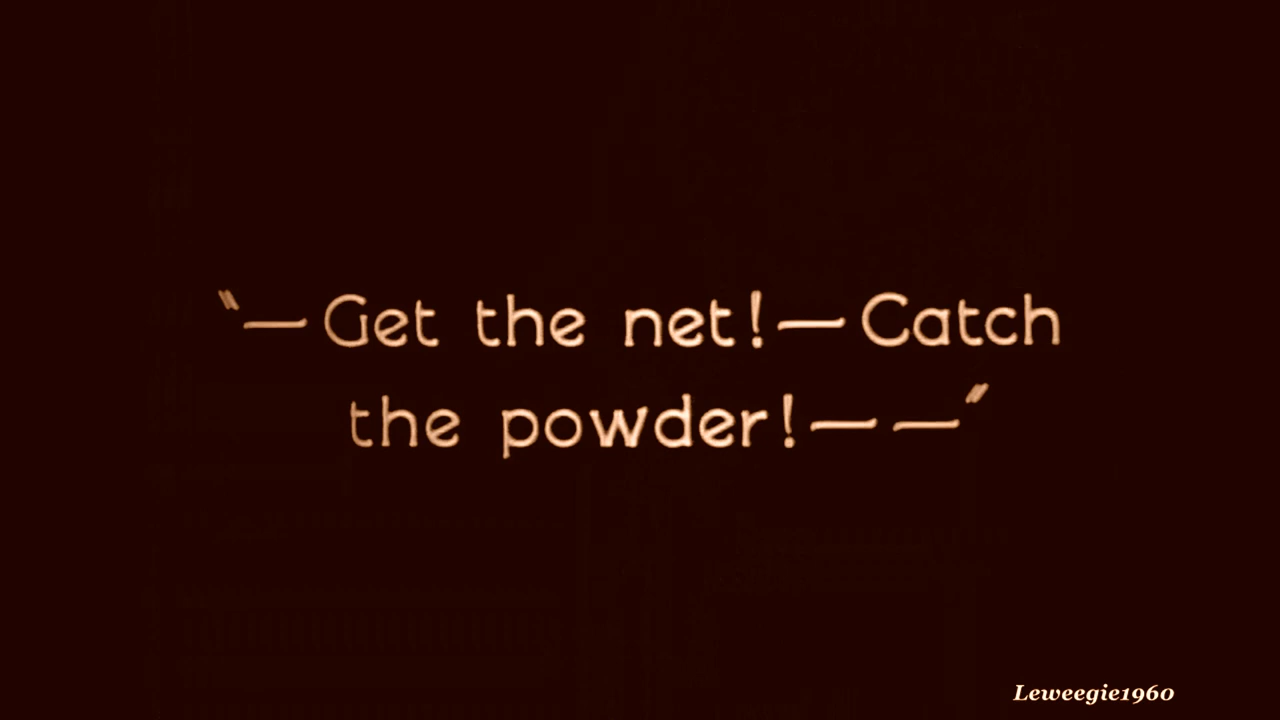 "—Get the net!—Catch
the powder!— —"
Leweegie1960